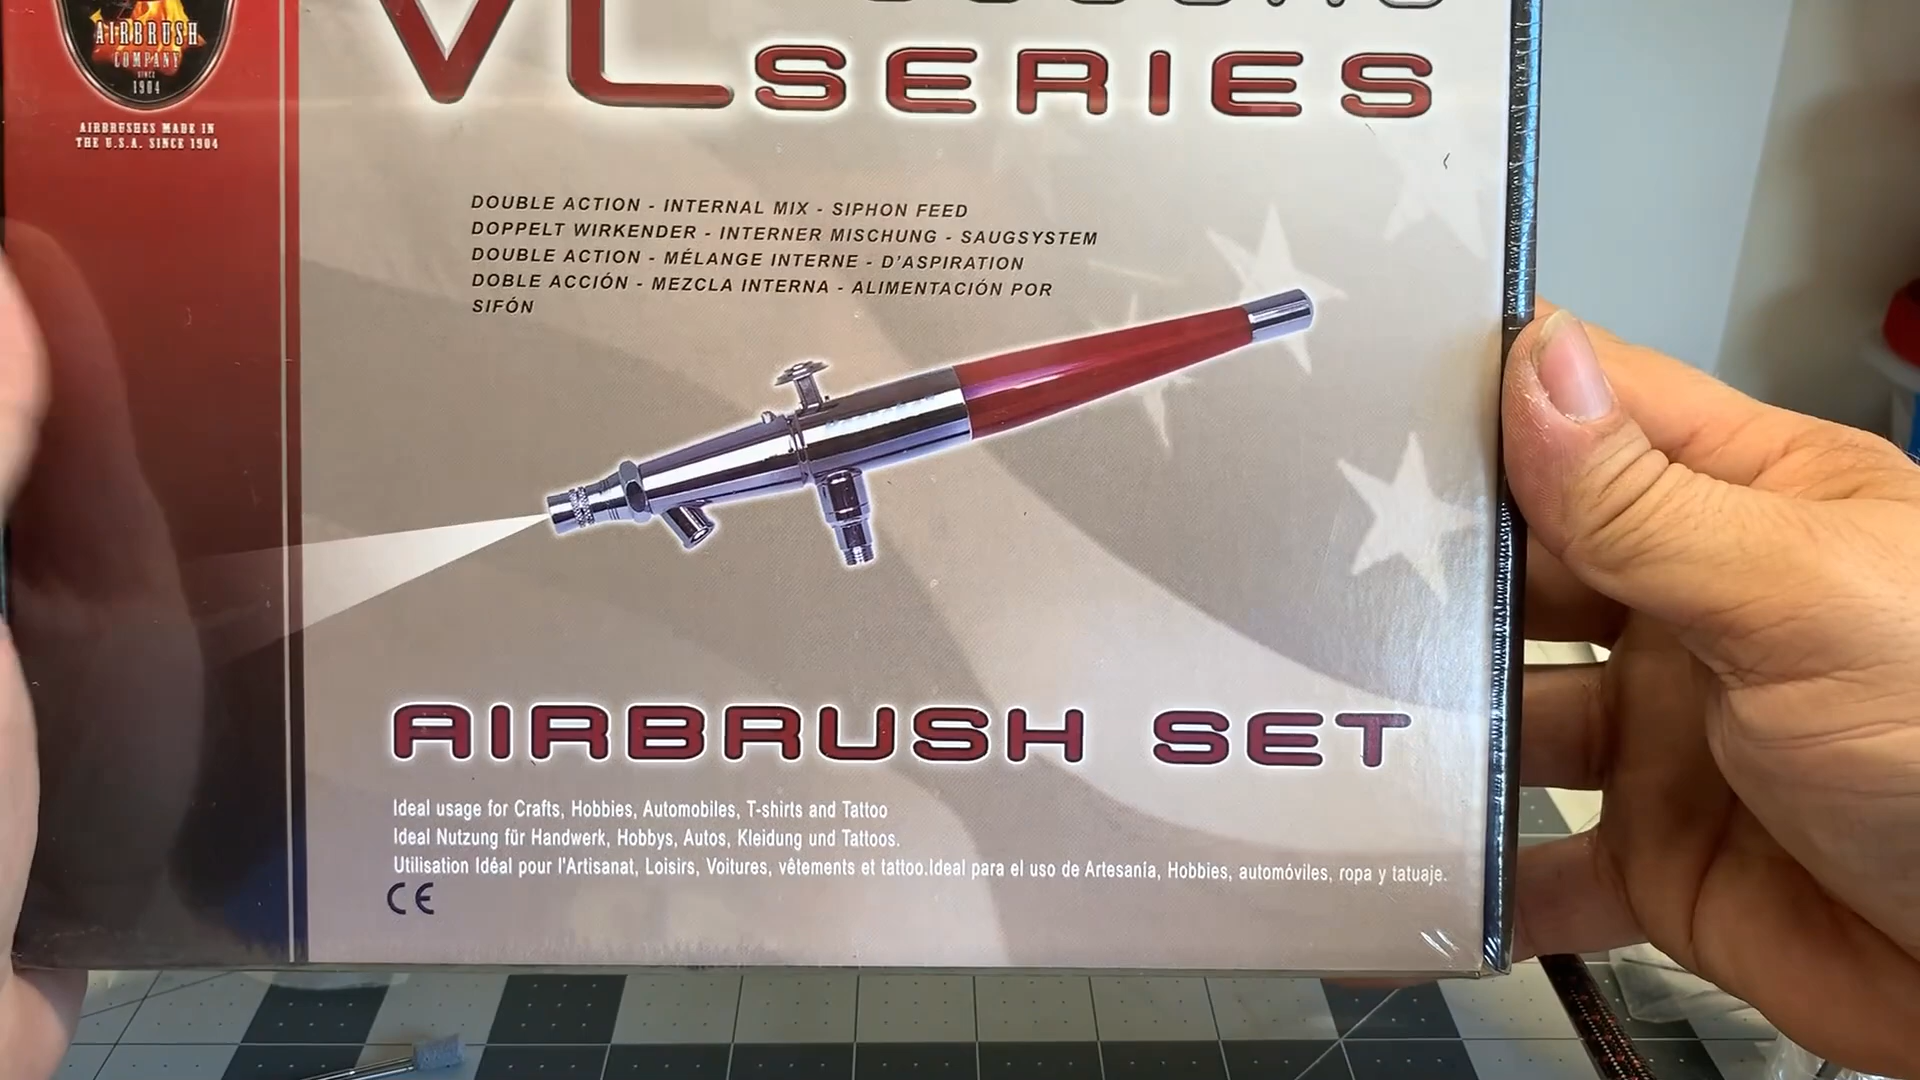 AIRBRUSH
COMPANY
SINCE
1904
AIRBRUSHES MADE IN
THE U.S.A. SINCE 1904
VL SERIES
DOUBLE ACTION - INTERNAL MIX - SIPHON FEED
DOPPELT WIRKENDER - INTERNER MISCHUNG - SAUGSYSTEM
DOUBLE ACTION - MÉLANGE INTERNE - D'ASPIRATION
DOBLE ACCIÓN - MEZCLA INTERNA - ALIMENTACIÓN POR
SIFÓN
AIRBRUSH SET
Ideal usage for Crafts, Hobbies, Automobiles, T-shirts and Tattoo
Ideal Nutzung für Handwerk, Hobbys, Autos, Kleidung und Tattoos.
Utilisation Idéal pour l'Artisanat, Loisirs, Voitures, vêtements et tattoo.Ideal para el uso de Artesanía, Hobbies, automóviles, ropa y tatuaje.
CE